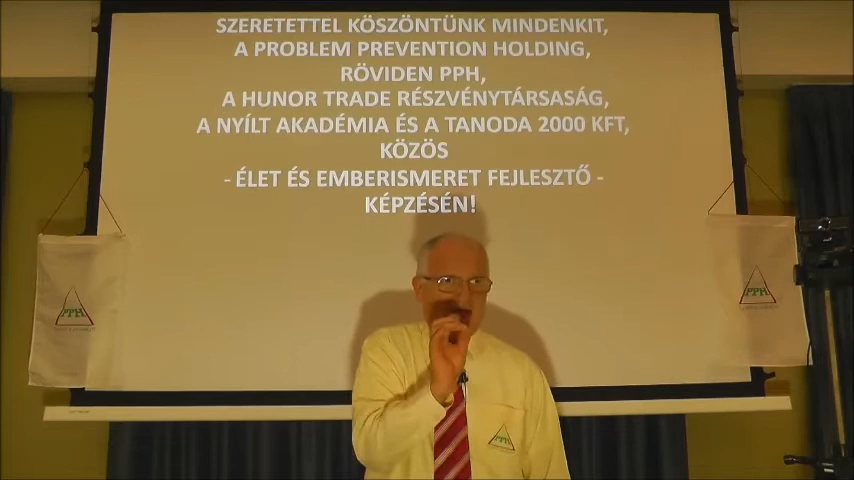 SZERETETTEL KÖSZÖNTÜNK MINDENKIT,
A PROBLEM PREVENTION HOLDING,
RÖVIDEN PPH,
A HUNOR TRADE RÉSZVÉNYTÁRSASÁG
A NYÍLT AKADÉMIA ÉS A TANODA 2000 KFT,
KÖZÖS
- ÉLET ÉS EMBERISMERET FEJLESZTŐ -
KÉPZÉSÉN!
PPH
PPH
PPH